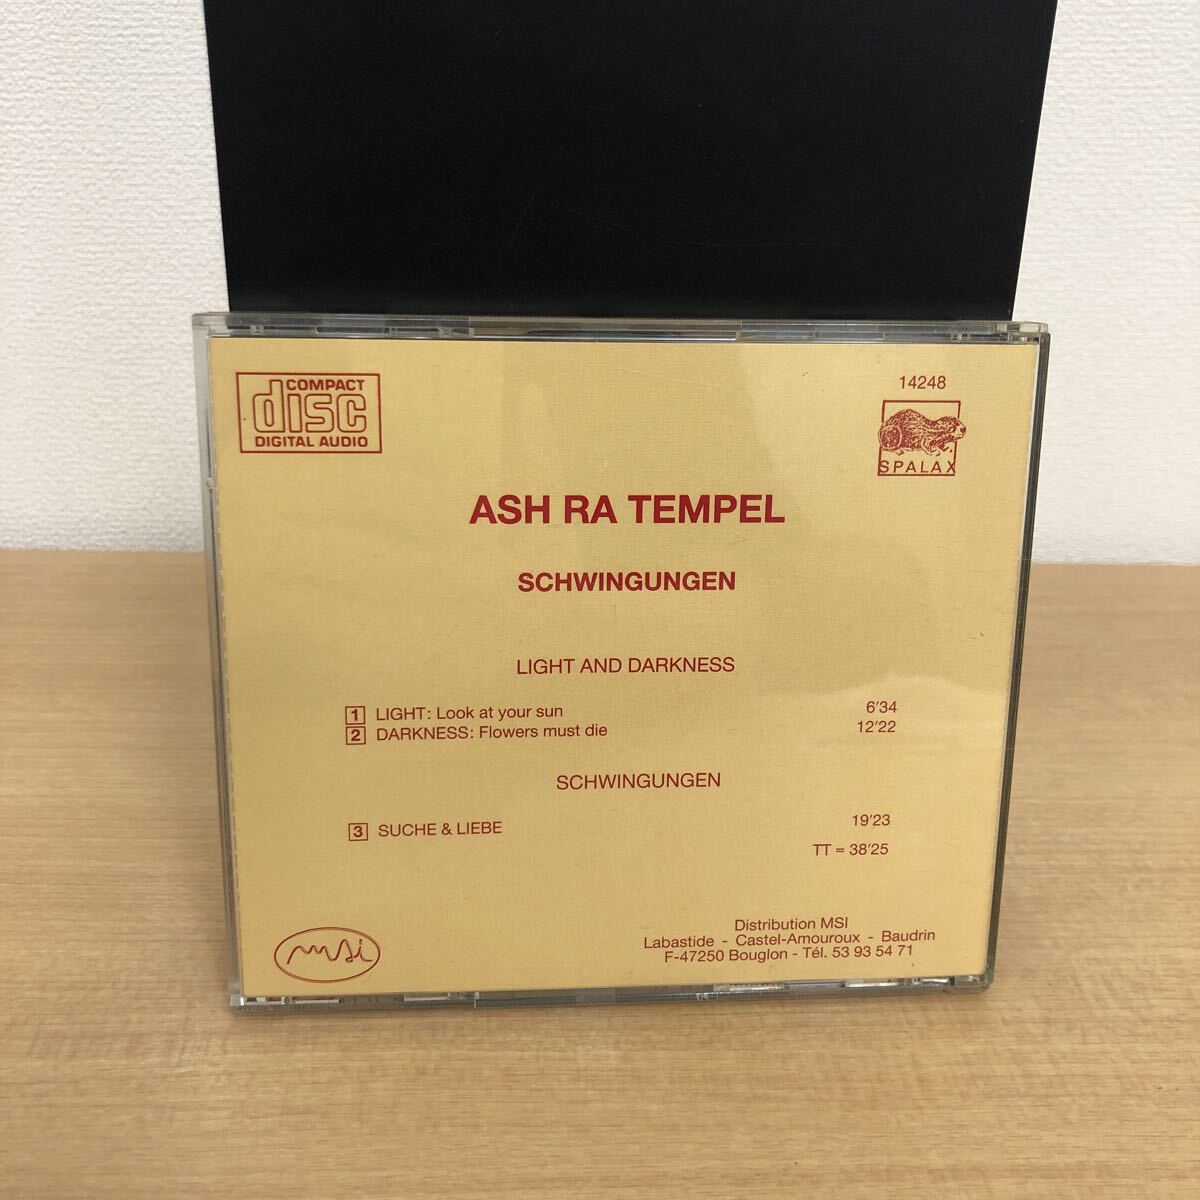 COMPACT
disc
DIGITAL AUDIO
14248
SPALAX
ASH RA TEMPEL
SCHWINGUNGEN
LIGHT AND DARKNESS
1 LIGHT: Look at your sun 6'34
2 DARKNESS: Flowers must die 12'22
SCHWINGUNGEN
3 SUCHE & LIEBE 19'23
TT = 38'25
msi
Distribution MSI
Labastide - Castel-Amouroux - Baudrin
F-47250 Bouglon - Tél. 53 93 54 71